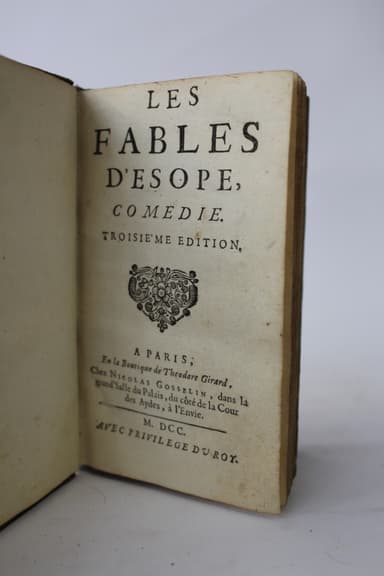 LES
FABLES
D'ESOPE,
COMEDIE.
TROISIE'ME EDITION,
A PARIS,
En la Boutique de Theodore Girard,
Chez NICOLAS GOSSELIN, dans la
grand'Salle du Palais, du côté de la Cour
des Aydes, à l'Envie.
M. DCC.
AVEC PRIVILEGE DU ROY.